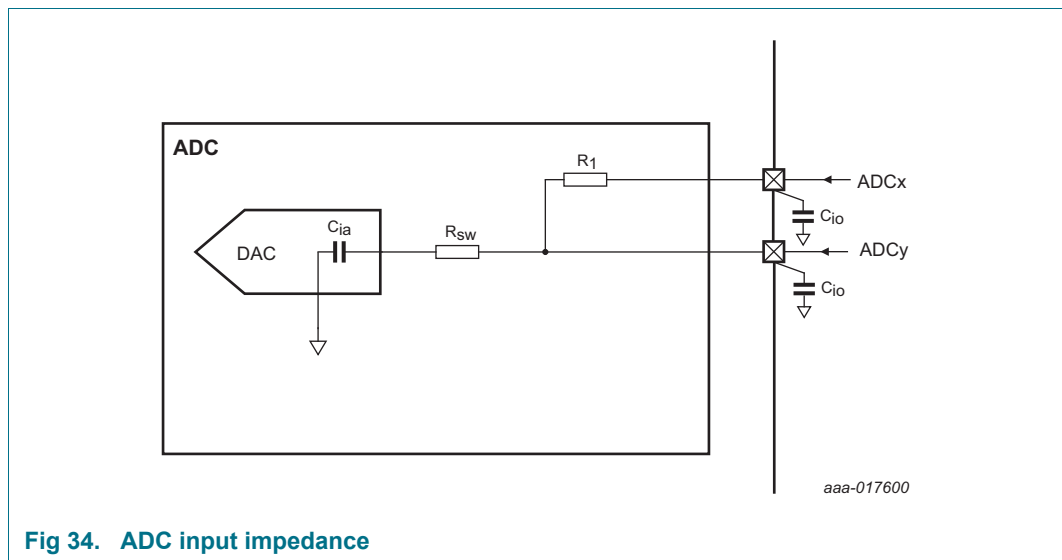 ADC
R1
ADCx
Cio
Cia
Rsw
DAC
ADCy
Cio
aaa-017600
Fig 34. ADC input impedance